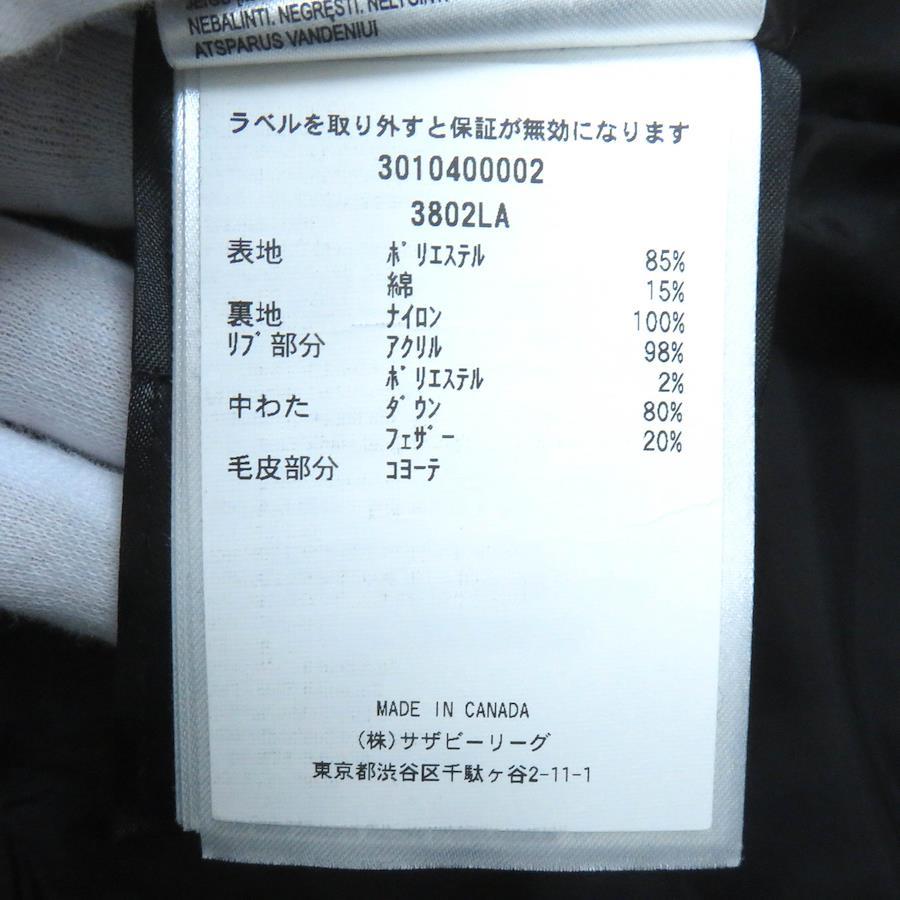 NEBALINTI. NEGRĘSTI. NELYGINTI
ATSPARUS VANDENIUI
ラベルを取り外すと保証が無効になります
3010400002
3802LA
表地 ポリエステル 85%
綿 15%
裏地 ナイロン 100%
リブ部分 アクリル 98%
ポリエステル 2%
中わた ダウン 80%
フェザー 20%
毛皮部分 コヨーテ
MADE IN CANADA
(株)サザビーリーグ
東京都渋谷区千駄ヶ谷2-11-1